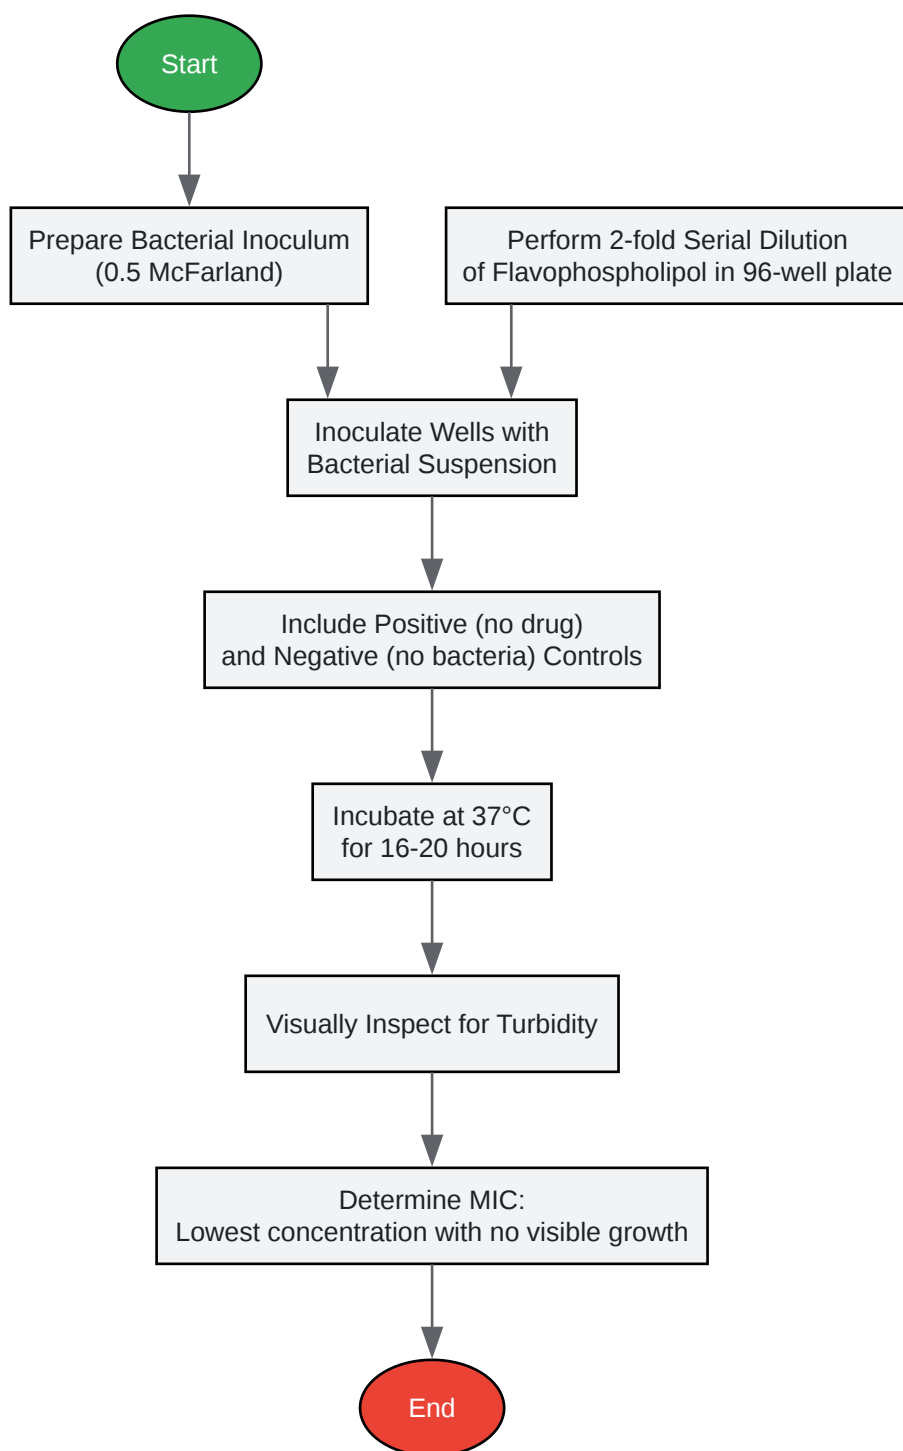 Start
Prepare Bacterial Inoculum
(0.5 McFarland)
Perform 2-fold Serial Dilution
of Flavophospholipol in 96-well plate
Inoculate Wells with
Bacterial Suspension
Include Positive (no drug)
and Negative (no bacteria) Controls
Incubate at 37°C
for 16-20 hours
Visually Inspect for Turbidity
Determine MIC:
Lowest concentration with no visible growth
End